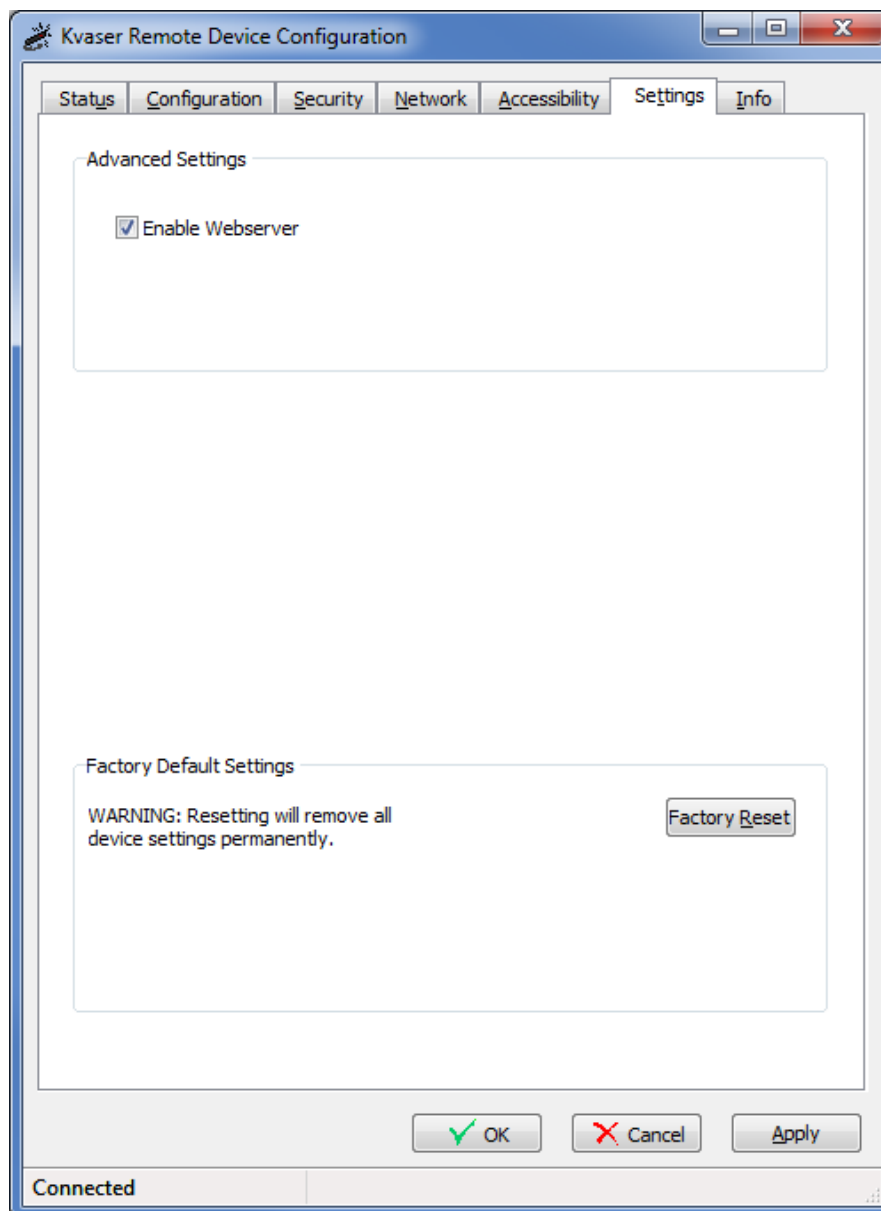 Kvaser Remote Device Configuration
Status Configuration Security Network Accessibility Settings Info
Advanced Settings
Enable Webserver
Factory Default Settings
WARNING: Resetting will remove all
device settings permanently.
Factory Reset
OK Cancel Apply
Connected